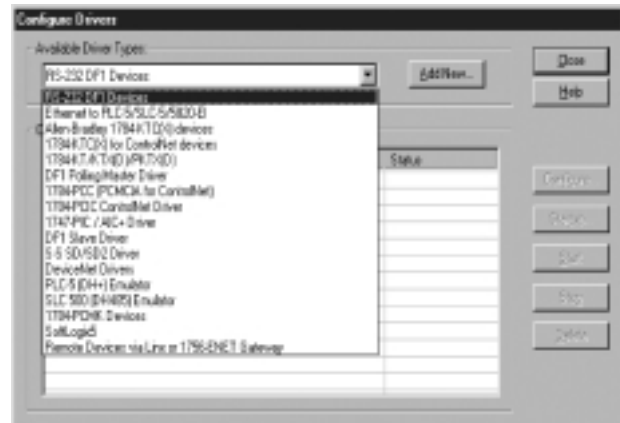 Configure Drivers
Available Driver Types:
RS-232 DF1 Devices
Add New...
Close
Help
RS-232 DF1 Devices
Ethernet to PLC-5/SLC-5/5820-EI
Allen-Bradley 1784-KTC(X) devices
1784-KTC(X) for ControlNet devices
1784-KT/KTX(D)/PKTX(D)
DF1 Polling Master Driver
1784-PCC (PCMCIA for ControlNet)
1784-PCIC ControlNet Driver
1747-PIC / AIC+ Driver
DF1 Slave Driver
S-S SD/SD2 Driver
DeviceNet Drivers
PLC-5 (DH+) Emulator
SLC 500 (DH485) Emulator
1784-PCMK Devices
SoftLogix5
Remote Devices via Linx or 1756-ENET Gateway
Status
Configure...
Startup...
Start
Stop
Delete